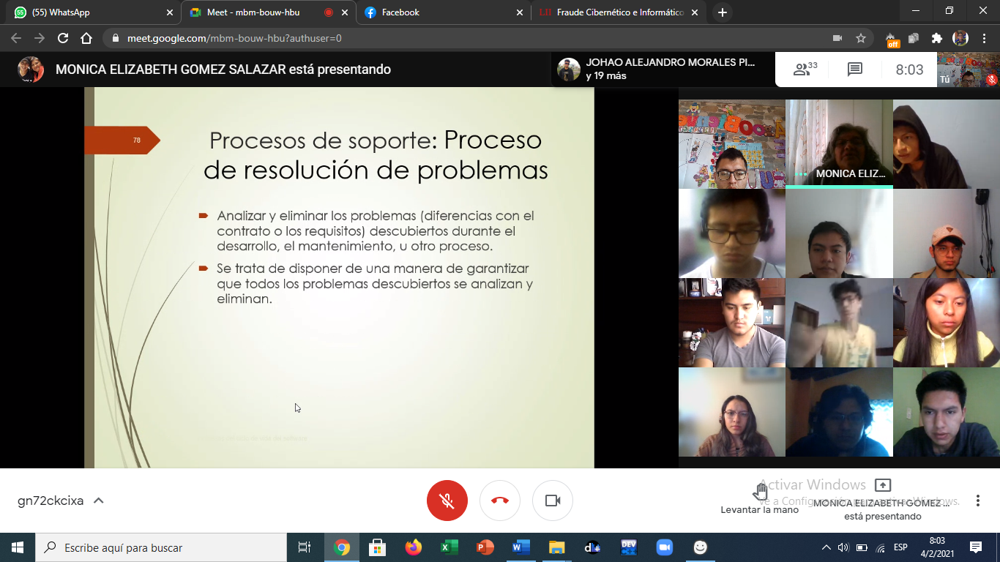 (55) WhatsApp
Meet - mbm-bouw-hbu
Facebook
Fraude Cibernético e Informático
meet.google.com/mbm-bouw-hbu?authuser=0
off
MONICA ELIZABETH GOMEZ SALAZAR está presentando
JOHAO ALEJANDRO MORALES PI...
y 19 más
33
8:03
Tú
78
Procesos de soporte: Proceso
de resolución de problemas
Analizar y eliminar los problemas (diferencias con el
contrato o los requisitos) descubiertos durante el
desarrollo, el mantenimiento, u otro proceso.
Se trata de disponer de una manera de garantizar
que todos los problemas descubiertos se analizan y
eliminan.
MONICA ELIZ...
gn72ckcixa
Levantar la mano
Activar Windows
Ve a Configuración para activar Windows.
MONICA ELIZABETH GOMEZ ...
está presentando
Escribe aquí para buscar
DEV
ESP
8:03
4/2/2021